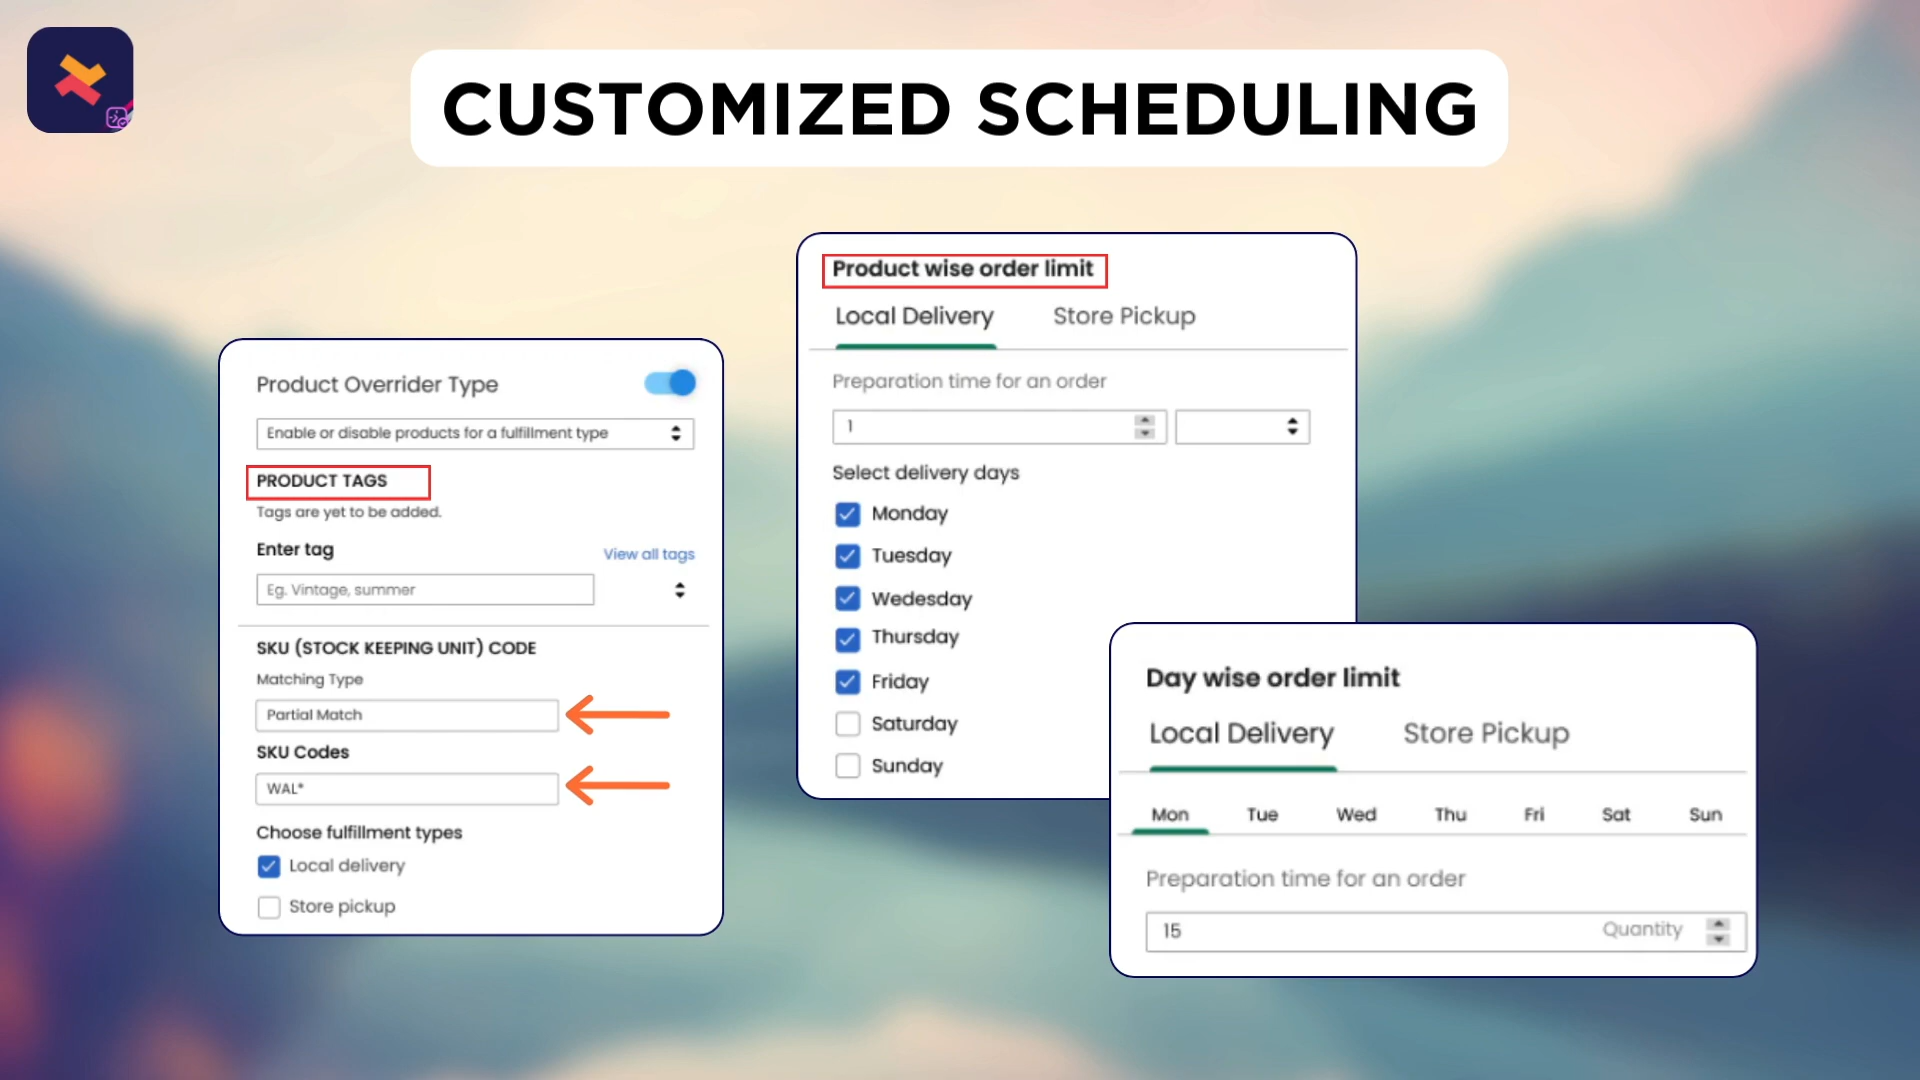 CUSTOMIZED SCHEDULING
Product Overrider Type
Enable or disable products for a fulfillment type
PRODUCT TAGS
Tags are yet to be added.
Enter tag
View all tags
Eg. Vintage, summer
SKU (STOCK KEEPING UNIT) CODE
Matching Type
Partial Match
SKU Codes
WAL*
Choose fulfillment types
Local delivery
Store pickup
Product wise order limit
Local Delivery Store Pickup
Preparation time for an order
1
Select delivery days
Monday
Tuesday
Wedesday
Thursday
Friday
Saturday
Sunday
Day wise order limit
Local Delivery Store Pickup
Mon Tue Wed Thu Fri Sat Sun
Preparation time for an order
15 Quantity